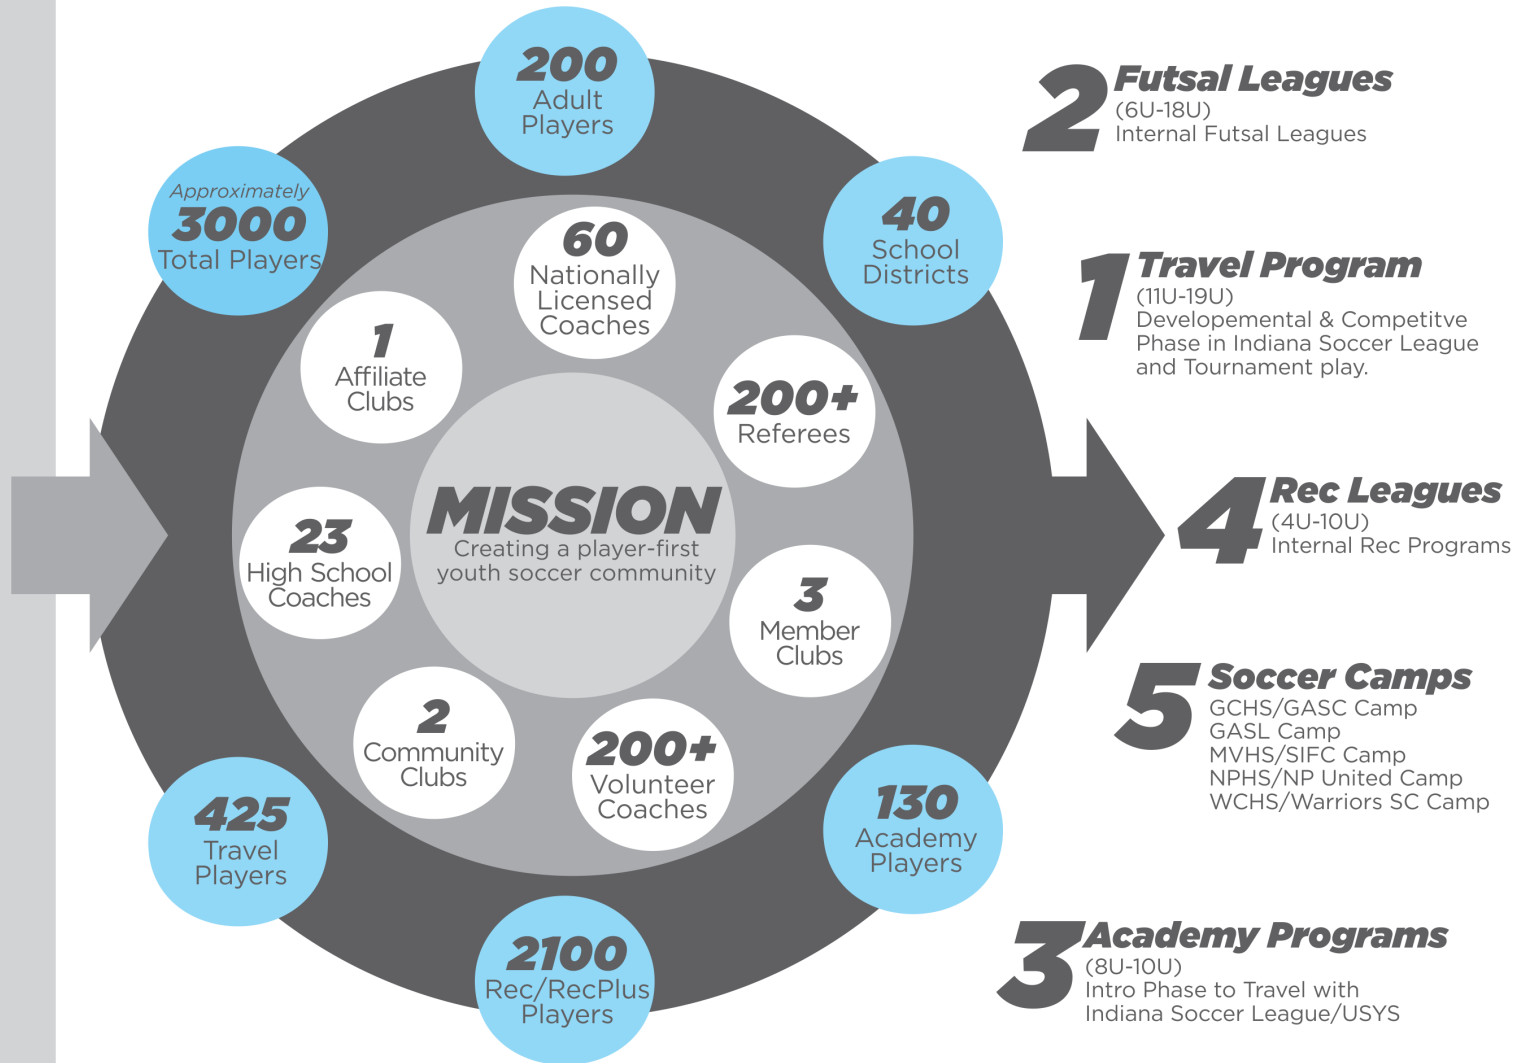 200
Adult
Players
Approximately
3000
Total Players
40
School
Districts
60
Nationally
Licensed
Coaches
1
Affiliate
Clubs
200+
Referees
MISSION
Creating a player-first
youth soccer community
23
High School
Coaches
3
Member
Clubs
2
Community
Clubs
200+
Volunteer
Coaches
425
Travel
Players
130
Academy
Players
2100
Rec/RecPlus
Players
2 Futsal Leagues
(6U-18U)
Internal Futsal Leagues
1 Travel Program
(11U-19U)
Developemental & Competitve
Phase in Indiana Soccer League
and Tournament play.
4 Rec Leagues
(4U-10U)
Internal Rec Programs
5 Soccer Camps
GCHS/GASC Camp
GASL Camp
MVHS/SIFC Camp
NPHS/NP United Camp
WCHS/Warriors SC Camp
3 Academy Programs
(8U-10U)
Intro Phase to Travel with
Indiana Soccer League/USYS